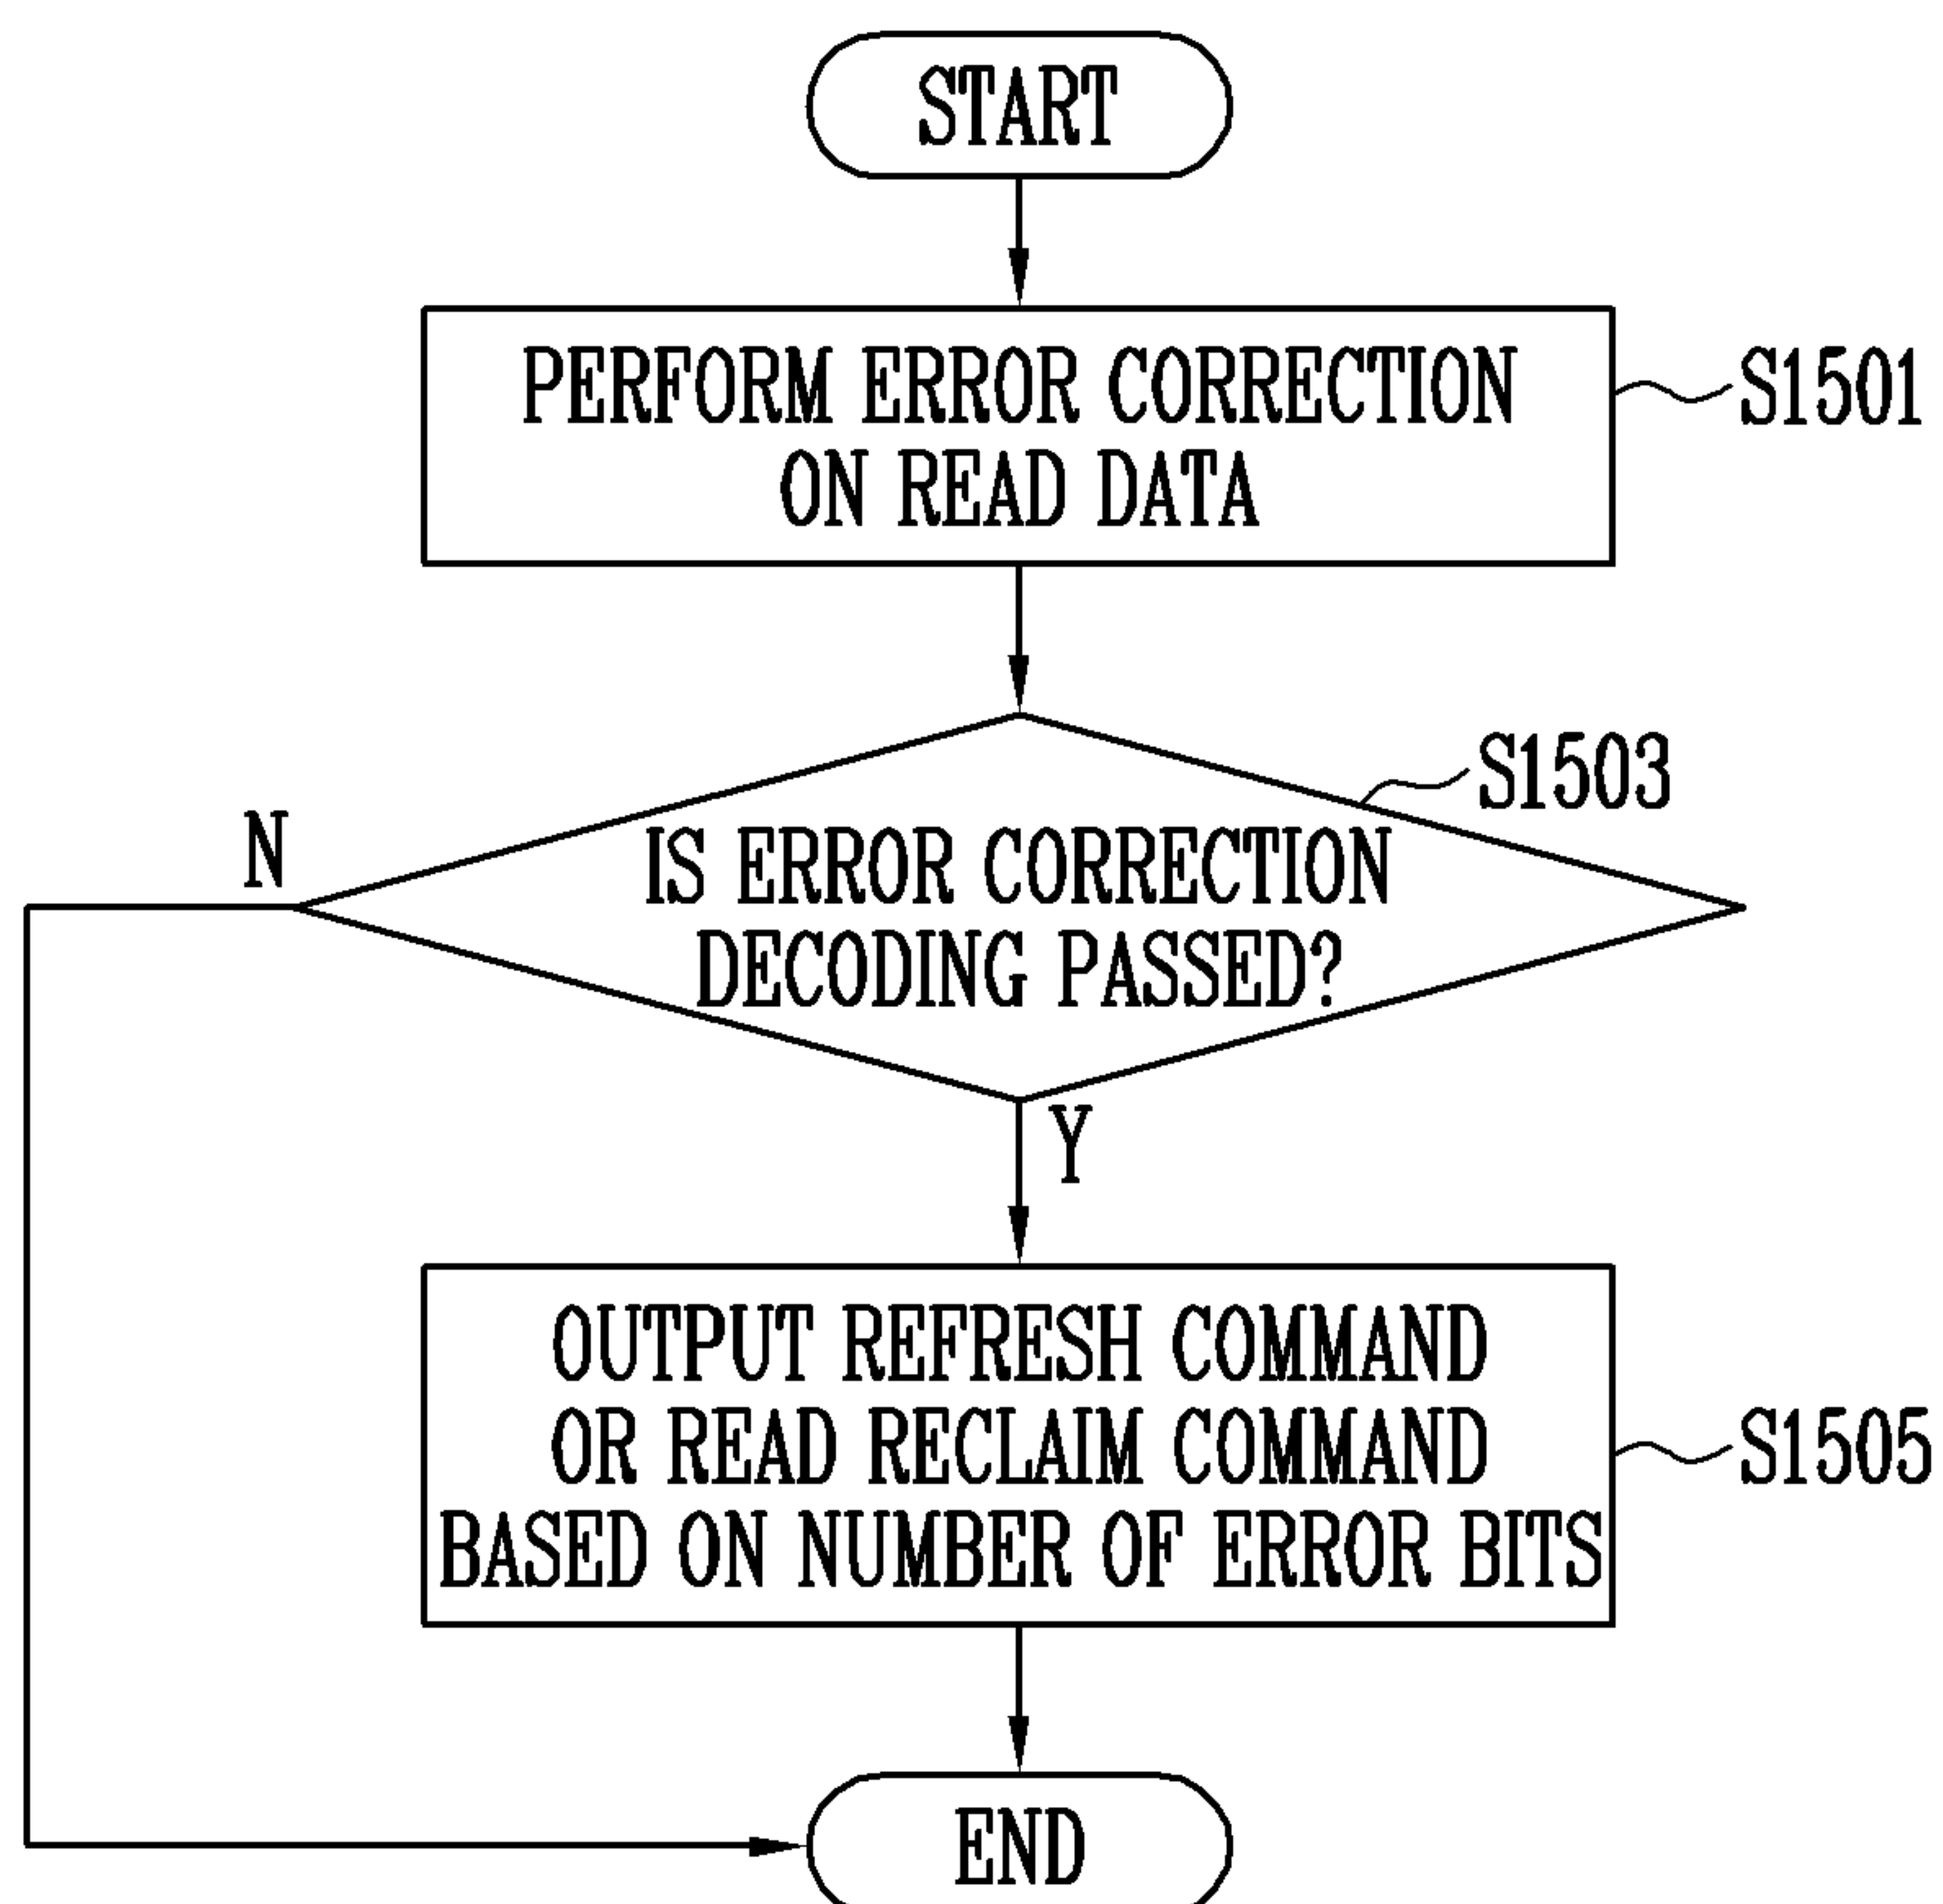 START
PERFORM ERROR CORRECTION
ON READ DATA
S1501
S1503
N
IS ERROR CORRECTION
DECODING PASSED?
Y
OUTPUT REFRESH COMMAND
OR READ RECLAIM COMMAND
BASED ON NUMBER OF ERROR BITS
S1505
END